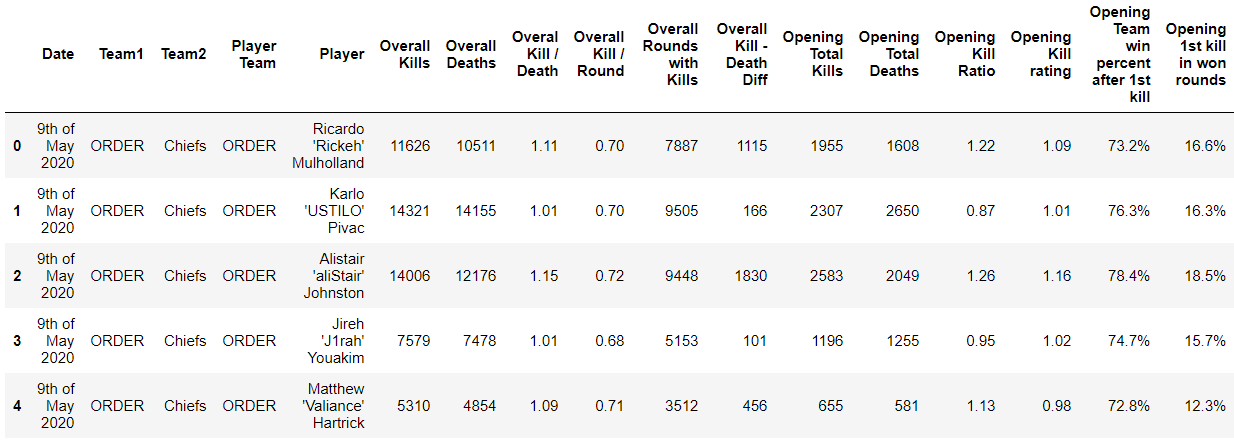 Date Team1 Team2 Player Team Player Overall Kills Overall Deaths Overal Kill / Death Overall Kill / Round Overall Rounds with Kills Overall Kill - Death Diff Opening Total Kills Opening Total Deaths Opening Kill Ratio Opening Kill rating Opening Team win percent after 1st kill Opening 1st kill in won rounds
0 9th of May 2020 ORDER Chiefs ORDER Ricardo 'Rickeh' Mulholland 11626 10511 1.11 0.70 7887 1115 1955 1608 1.22 1.09 73.2% 16.6%
1 9th of May 2020 ORDER Chiefs ORDER Karlo 'USTILO' Pivac 14321 14155 1.01 0.70 9505 166 2307 2650 0.87 1.01 76.3% 16.3%
2 9th of May 2020 ORDER Chiefs ORDER Alistair 'aliStair' Johnston 14006 12176 1.15 0.72 9448 1830 2583 2049 1.26 1.16 78.4% 18.5%
3 9th of May 2020 ORDER Chiefs ORDER Jireh 'J1rah' Youakim 7579 7478 1.01 0.68 5153 101 1196 1255 0.95 1.02 74.7% 15.7%
4 9th of May 2020 ORDER Chiefs ORDER Matthew 'Valiance' Hartrick 5310 4854 1.09 0.71 3512 456 655 581 1.13 0.98 72.8% 12.3%